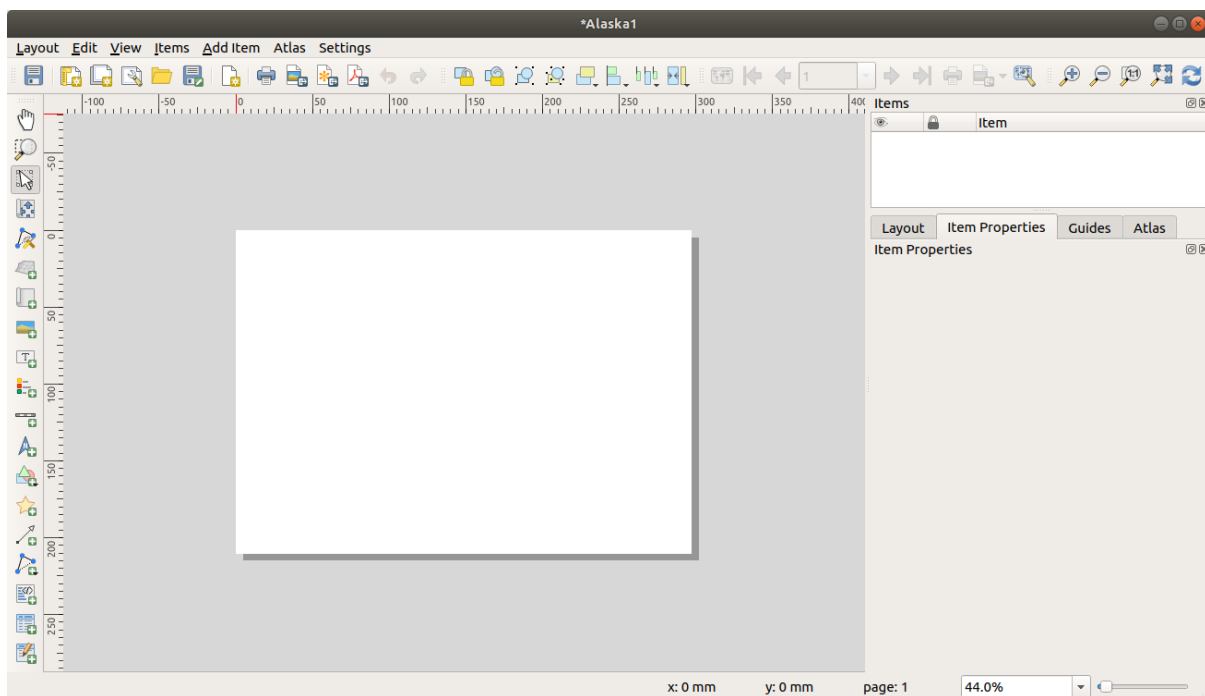 *Alaska1
Layout Edit View Items Add Item Atlas Settings
1
-100 -50 0 50 100 150 200 250 300 350 40
Items
Item
-50
0
50
100
150
200
250
Layout Item Properties Guides Atlas
Item Properties
x: 0 mm y: 0 mm page: 1 44.0%